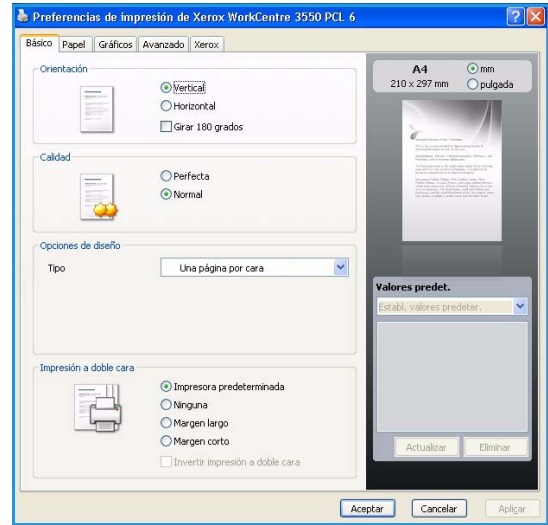 Preferencias de impresión de Xerox WorkCentre 3550 PCL 6
Básico Papel Gráficos Avanzado Xerox
Orientación
Vertical
Horizontal
Girar 180 grados
Calidad
Perfecta
Normal
Opciones de diseño
Tipo Una página por cara
Impresión a doble cara
Impresora predeterminada
Ninguna
Margen largo
Margen corto
Invertir impresión a doble cara
A4
210 x 297 mm
mm
pulgada
Valores predet.
Establ. valores predeter.
Actualizar Eliminar
Aceptar Cancelar Aplicar